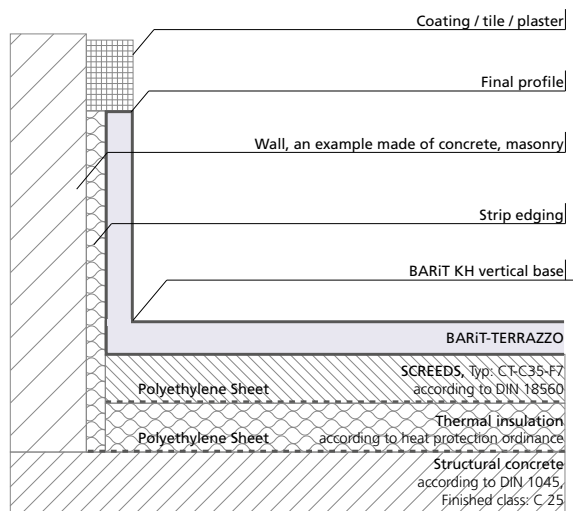 Coating / tile / plaster
Final profile
Wall, an example made of concrete, masonry
Strip edging
BARiT KH vertical base
BARiT-TERRAZZO
SCREEDS, Typ: CT-C35-F7
Polyethylene Sheet according to DIN 18560
Thermal insulation
Polyethylene Sheet according to heat protection ordinance
Structural concrete
according to DIN 1045,
Finished class: C 25